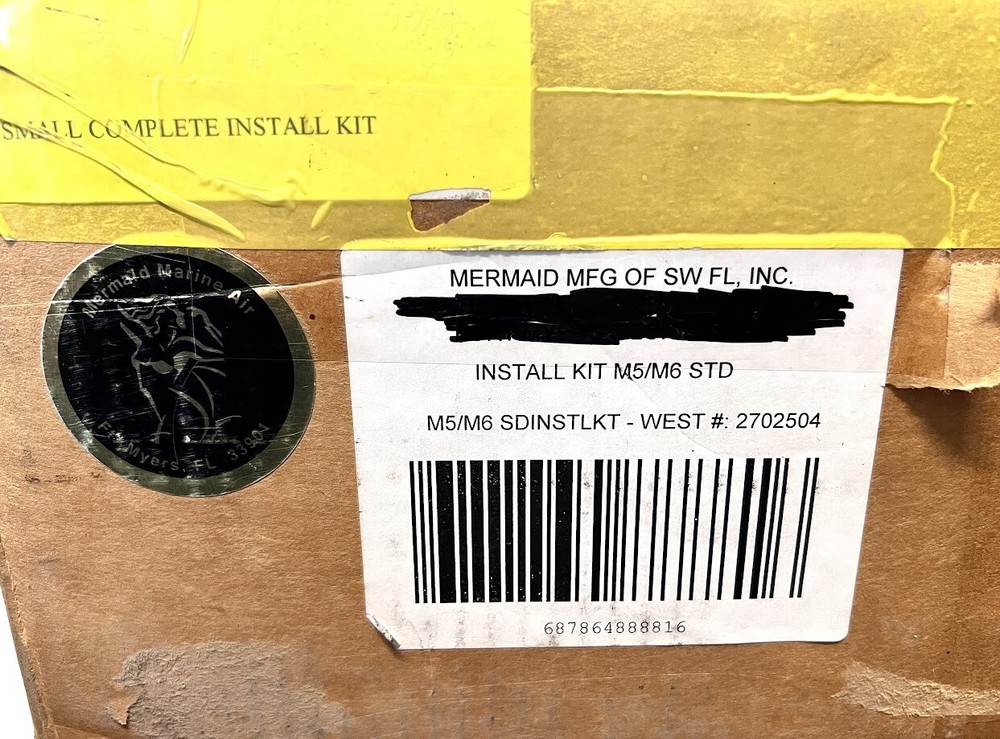 SMALL COMPLETE INSTALL KIT
Mermaid Marine Air
Ft. Myers, FL 33901
MERMAID MFG OF SW FL, INC.
INSTALL KIT M5/M6 STD
M5/M6 SDINSTLKT - WEST #: 2702504
687864888816